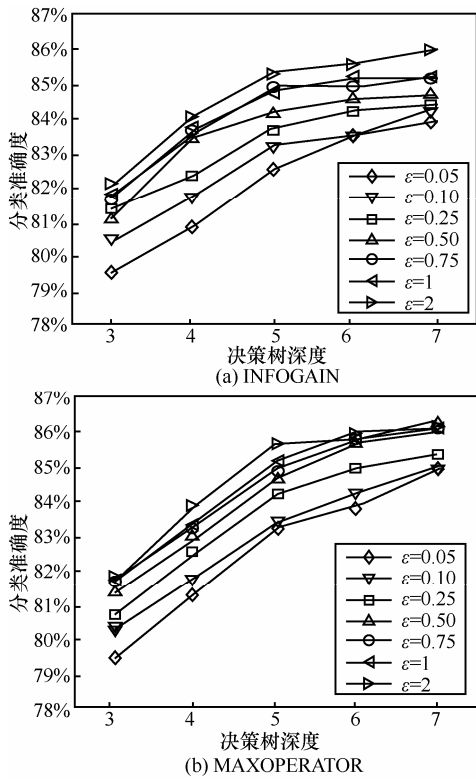 87%
86%
85%
84%
83%
82%
81%
80%
79%
78%
分类准确度
ε=0.05
ε=0.10
ε=0.25
ε=0.50
ε=0.75
ε=1
ε=2
3 4 5 6 7
决策树深度
(a) INFOGAIN
87%
86%
85%
84%
83%
82%
81%
80%
79%
78%
分类准确度
ε=0.05
ε=0.10
ε=0.25
ε=0.50
ε=0.75
ε=1
ε=2
3 4 5 6 7
决策树深度
(b) MAXOPERATOR